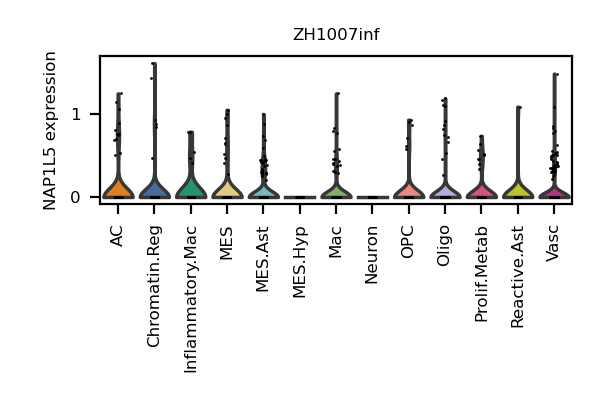 ZH1007inf
NAP1L5 expression
1
0
AC
Chromatin.Reg
Inflammatory.Mac
MES
MES.Ast
MES.Hyp
Mac
Neuron
OPC
Oligo
Prolif.Metab
Reactive.Ast
Vasc